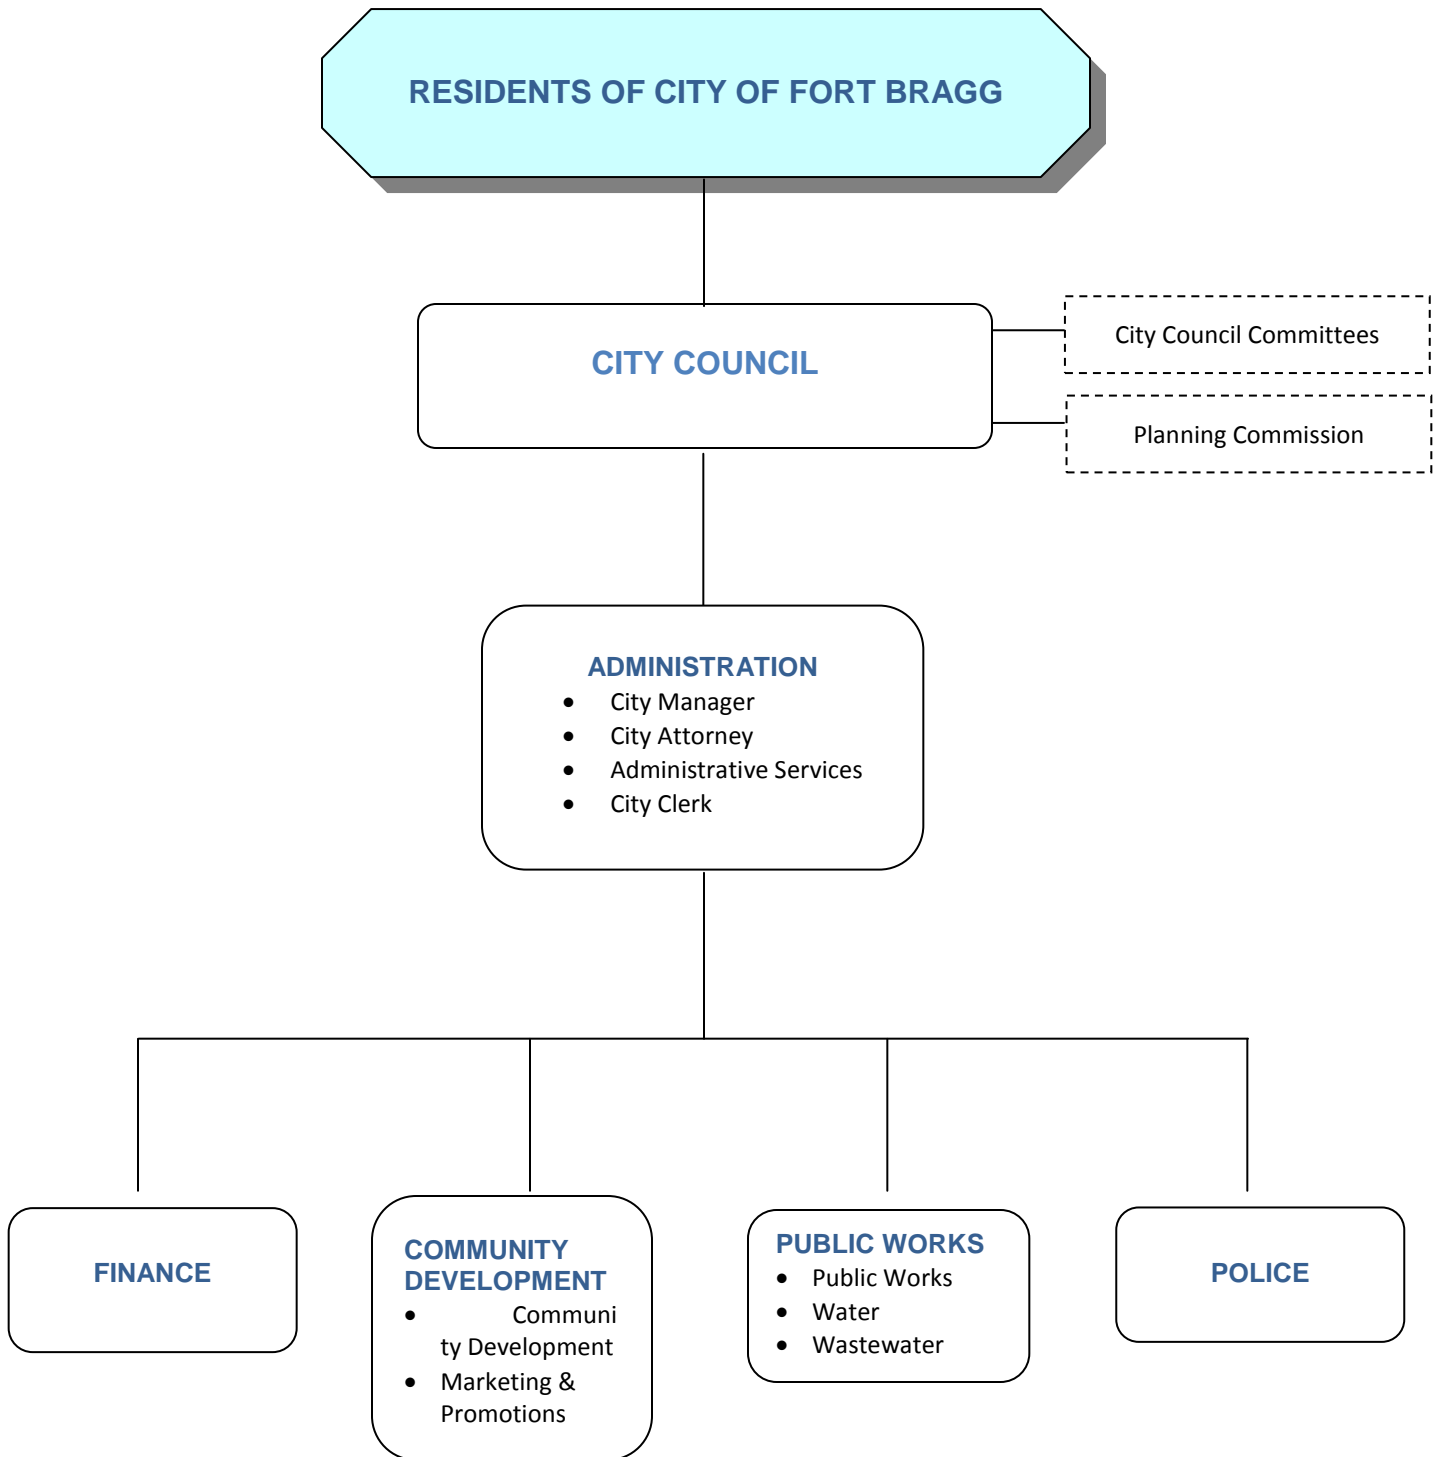 RESIDENTS OF CITY OF FORT BRAGG
CITY COUNCIL
City Council Committees
Planning Commission
ADMINISTRATION
• City Manager
• City Attorney
• Administrative Services
• City Clerk
FINANCE
COMMUNITY
DEVELOPMENT
• Communi
ty Development
• Marketing &
Promotions
PUBLIC WORKS
• Public Works
• Water
• Wastewater
POLICE